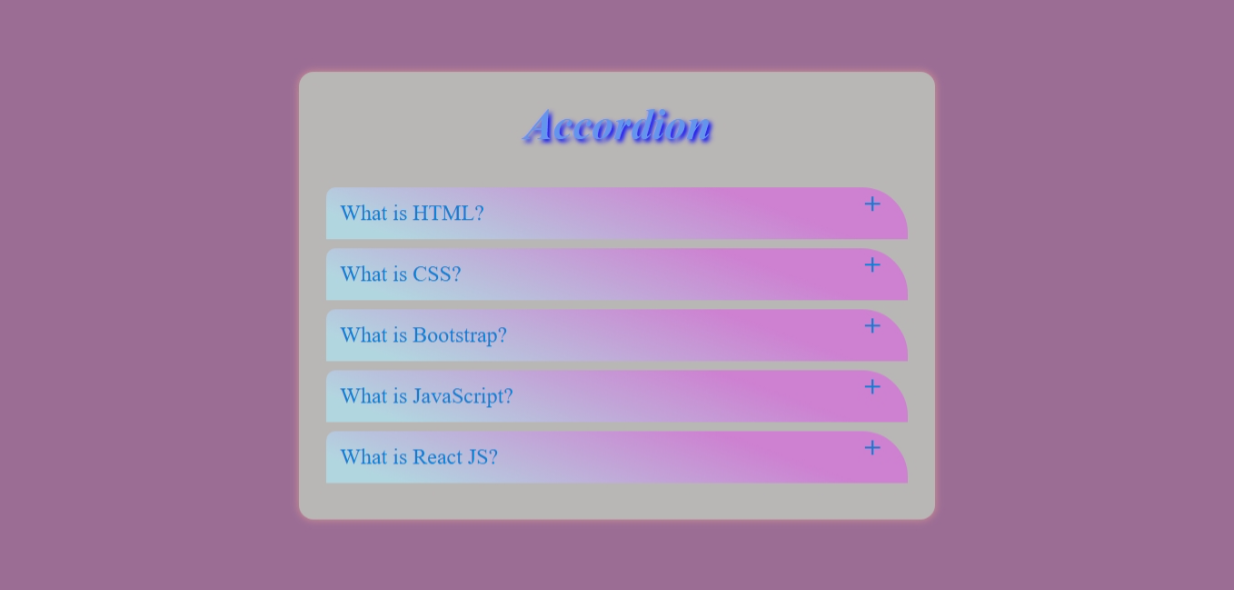 Accordion
What is HTML? +
What is CSS? +
What is Bootstrap? +
What is JavaScript? +
What is React JS? +